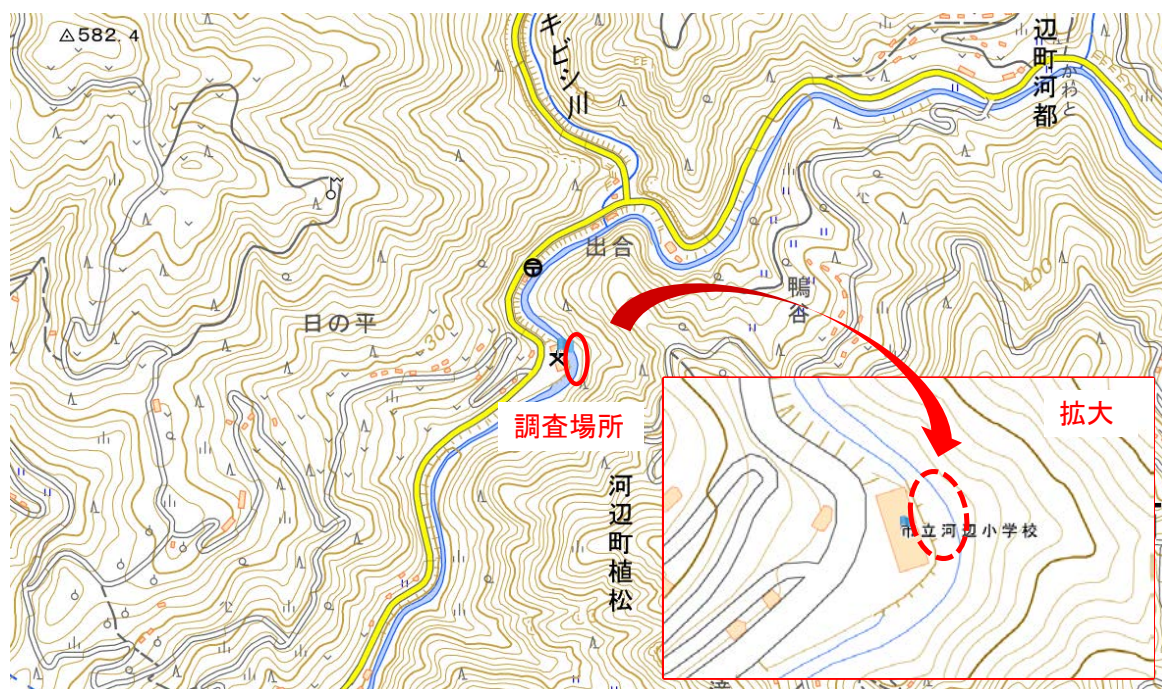 △582.4
キビシ川
辺町河都
かわと
出合
鴨谷
400
日の平
300
調査場所
拡大
河辺町植松
市立河辺小学校